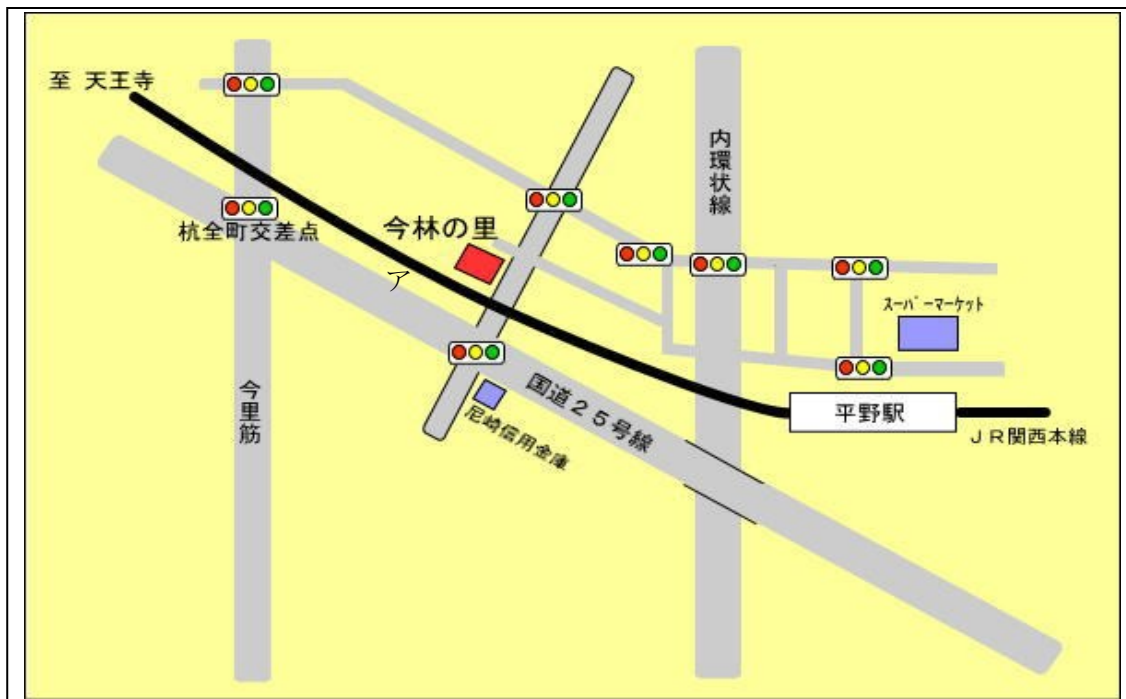 至 天王寺
内環状線
今林の里
杭全町交差点
ア
スーパーマーケット
今里筋
国道25号線
尼崎信用金庫
平野駅
JR関西本線